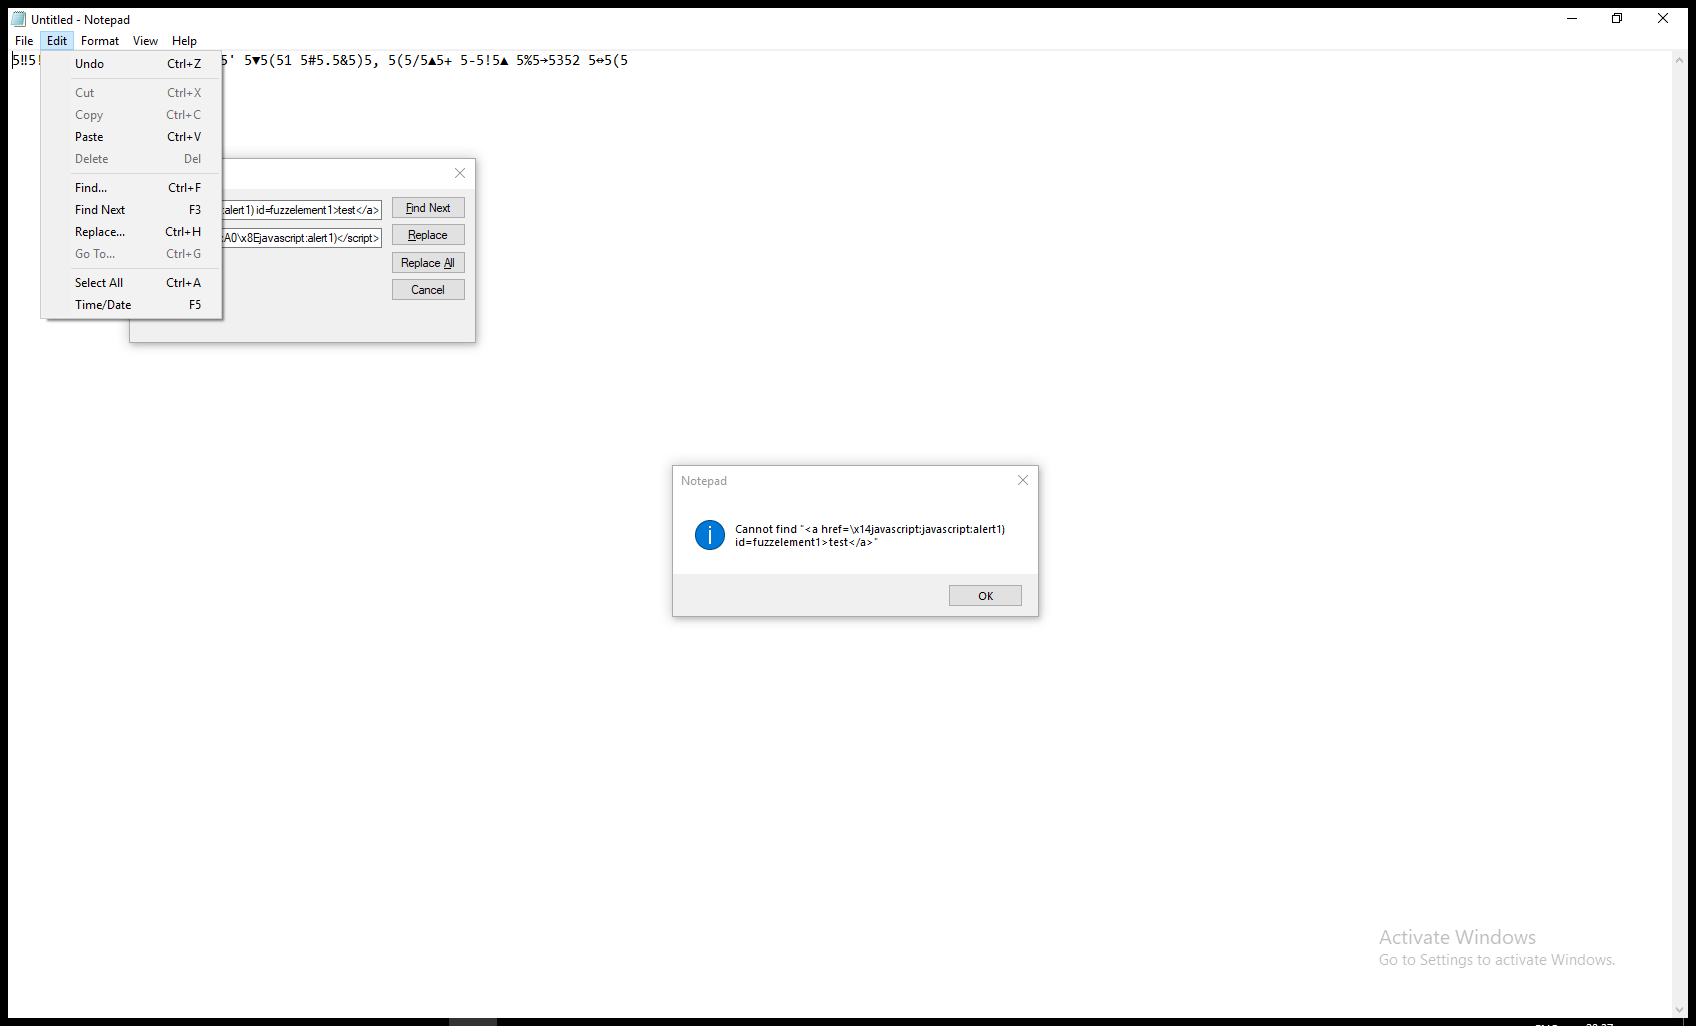 Untitled - Notepad
File Edit Format View Help
5‼5! 5' 5▼5(51 5#5.5&5)5, 5(5/5▲5+ 5-5!5▲ 5%5→5352 5↔5(5
Undo Ctrl+Z
Cut Ctrl+X
Copy Ctrl+C
Paste Ctrl+V
Delete Del
Find... Ctrl+F
Find Next F3
Replace... Ctrl+H
Go To... Ctrl+G
Select All Ctrl+A
Time/Date F5
:alert1) id=fuzzelement1>test</a>
Find Next
A0\x8Ejavascript:alert1)</script>
Replace
Replace All
Cancel
Notepad
Cannot find "<a href=\x14javascript:javascript:alert1)
id=fuzzelement1>test</a>"
OK
Activate Windows
Go to Settings to activate Windows.